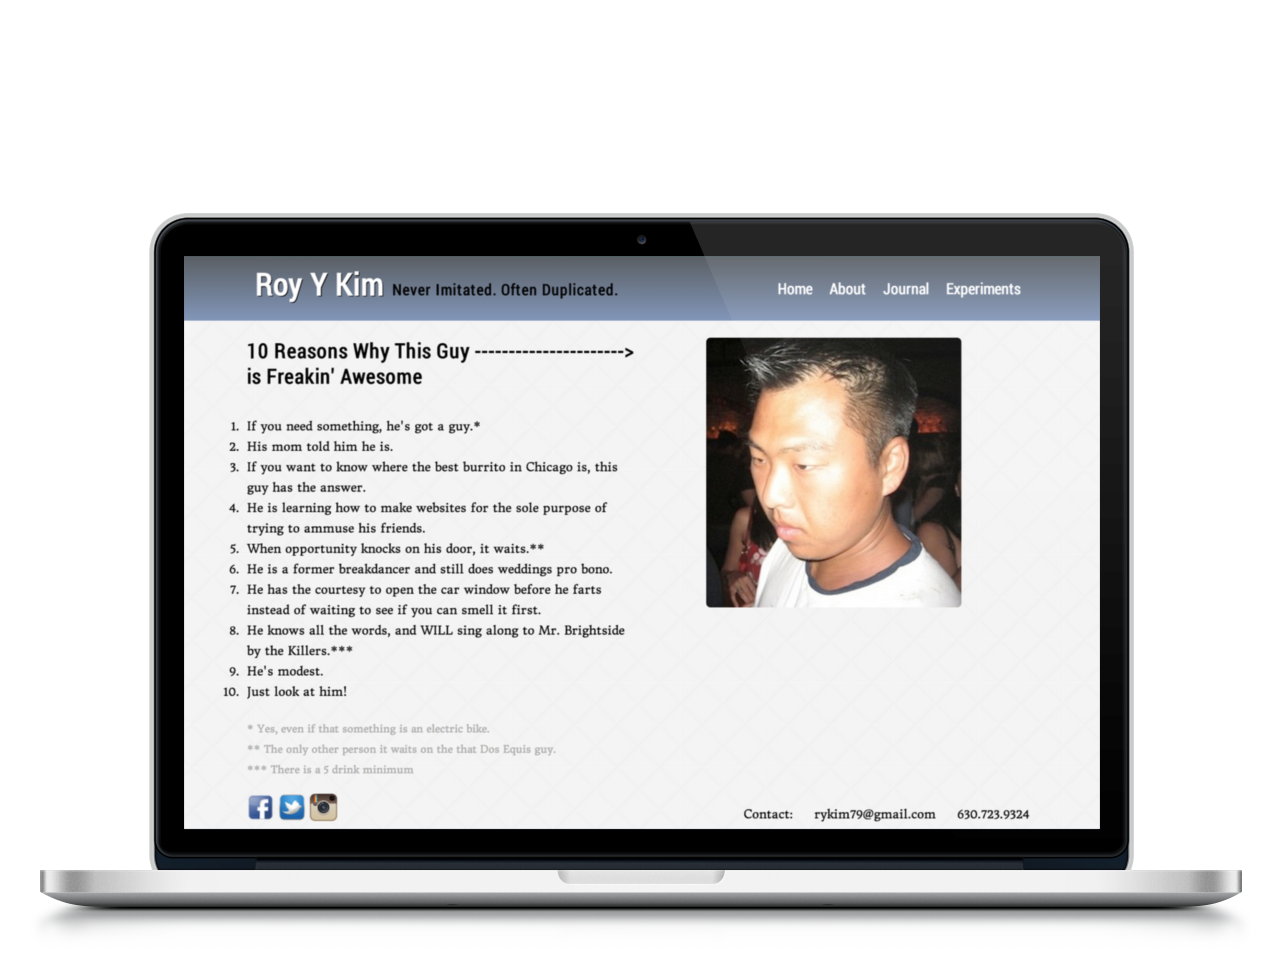 Roy Y Kim Never Imitated. Often Duplicated.
Home About Journal Experiments
10 Reasons Why This Guy ---------------------->
is Freakin' Awesome
1. If you need something, he's got a guy.*
2. His mom told him he is.
3. If you want to know where the best burrito in Chicago is, this
guy has the answer.
4. He is learning how to make websites for the sole purpose of
trying to ammuse his friends.
5. When opportunity knocks on his door, it waits.**
6. He is a former breakdancer and still does weddings pro bono.
7. He has the courtesy to open the car window before he farts
instead of waiting to see if you can smell it first.
8. He knows all the words, and WILL sing along to Mr. Brightside
by the Killers.***
9. He's modest.
10. Just look at him!
* Yes, even if that something is an electric bike.
** The only other person it waits on the that Dos Equis guy.
*** There is a 5 drink minimum
Contact: rykim79@gmail.com 630.723.9324